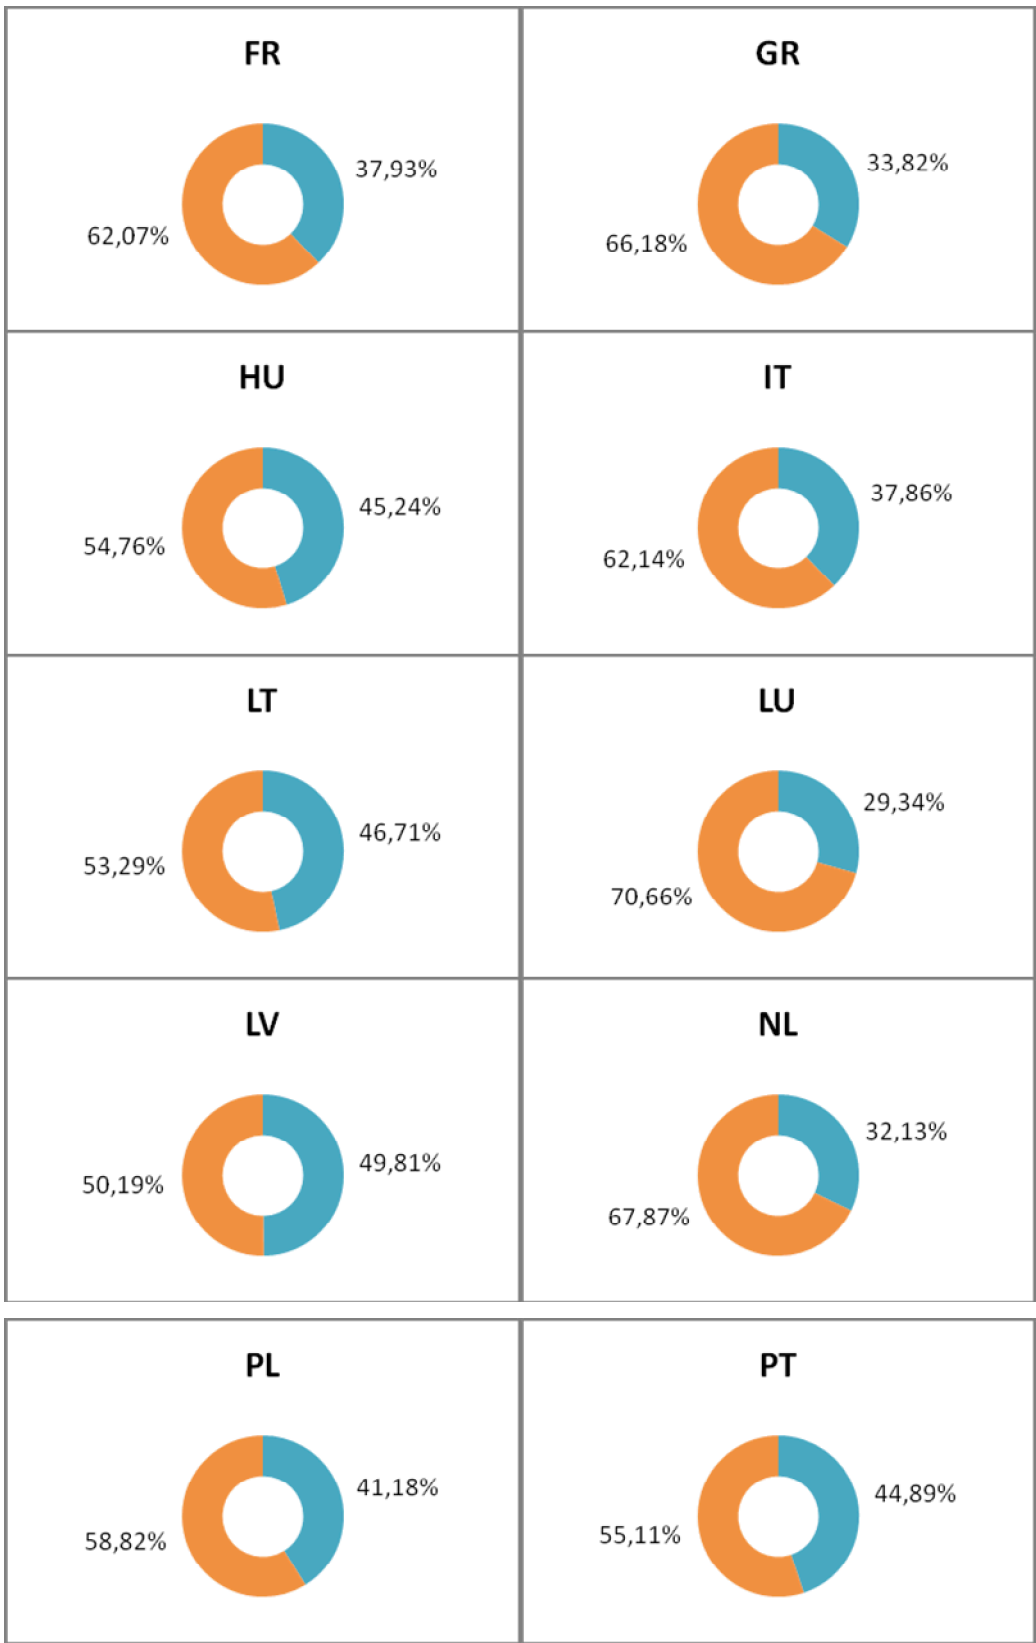 FR
37,93%
62,07%
GR
33,82%
66,18%
HU
45,24%
54,76%
IT
37,86%
62,14%
LT
46,71%
53,29%
LU
29,34%
70,66%
LV
49,81%
50,19%
NL
32,13%
67,87%
PL
41,18%
58,82%
PT
44,89%
55,11%